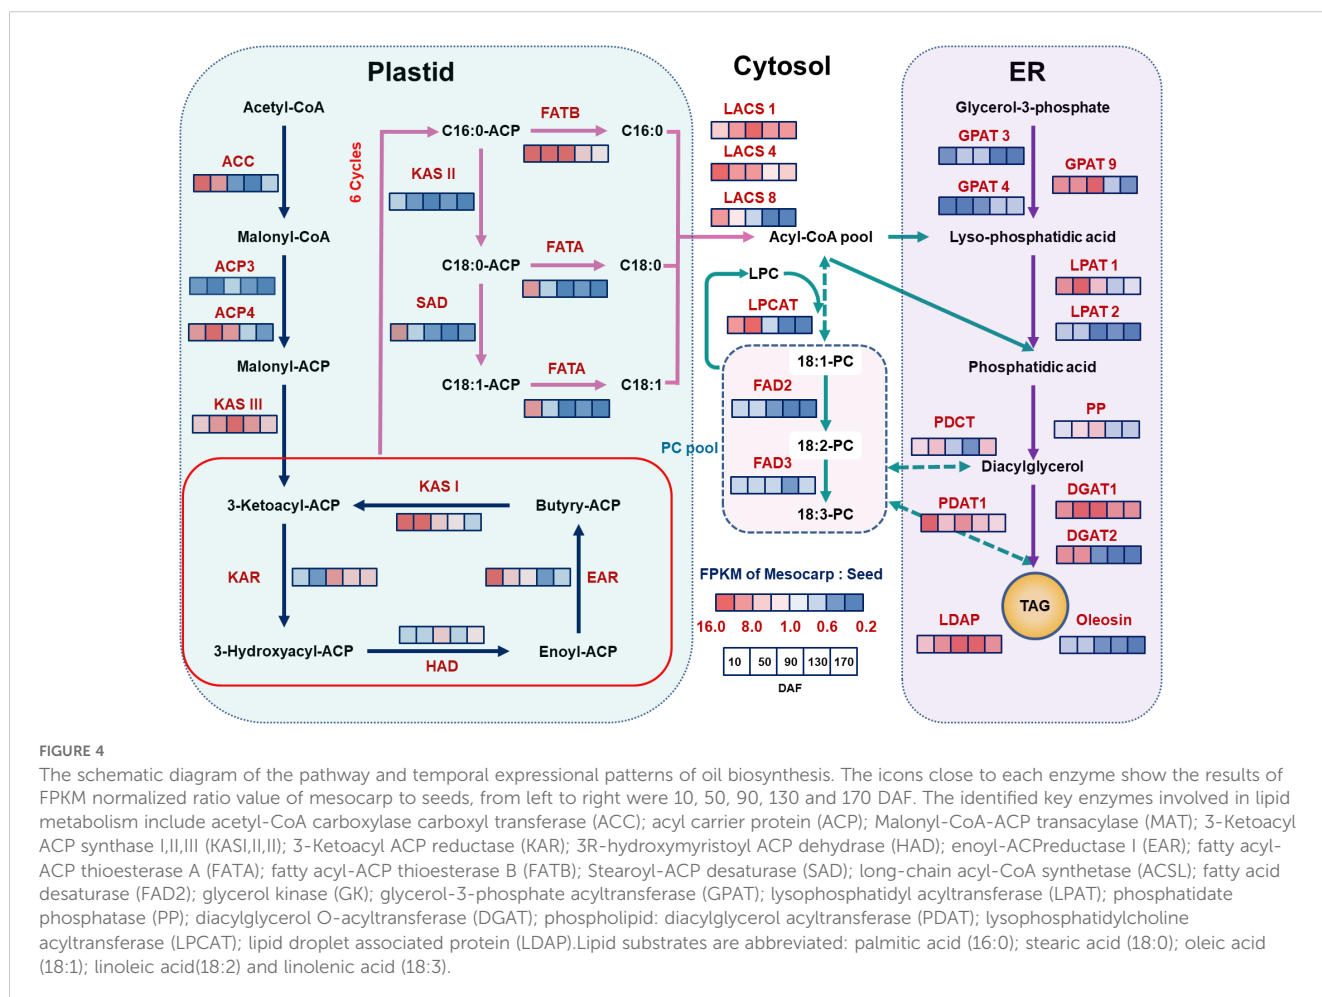 Plastid
Cytosol
ER
Acetyl-CoA
ACC
Malonyl-CoA
ACP3
ACP4
Malonyl-ACP
KAS III
6 Cycles
C16:0-ACP
FATB
C16:0
KAS II
C18:0-ACP
FATA
C18:0
SAD
C18:1-ACP
FATA
C18:1
3-Ketoacyl-ACP
KAS I
Butyry-ACP
KAR
EAR
3-Hydroxyacyl-ACP
HAD
Enoyl-ACP
LACS 1
LACS 4
LACS 8
Acyl-CoA pool
LPC
LPCAT
18:1-PC
FAD2
PC pool
18:2-PC
FAD3
18:3-PC
FPKM of Mesocarp : Seed
16.0 8.0 1.0 0.6 0.2
10 50 90 130 170
DAF
Glycerol-3-phosphate
GPAT 3
GPAT 9
GPAT 4
Lyso-phosphatidic acid
LPAT 1
LPAT 2
Phosphatidic acid
PP
PDCT
Diacylglycerol
DGAT1
PDAT1
DGAT2
TAG
LDAP
Oleosin
FIGURE 4
The schematic diagram of the pathway and temporal expressional patterns of oil biosynthesis. The icons close to each enzyme show the results of
FPKM normalized ratio value of mesocarp to seeds, from left to right were 10, 50, 90, 130 and 170 DAF. The identified key enzymes involved in lipid
metabolism include acetyl-CoA carboxylase carboxyl transferase (ACC); acyl carrier protein (ACP); Malonyl-CoA-ACP transacylase (MAT); 3-Ketoacyl
ACP synthase I,II,III (KASI,II,II); 3-Ketoacyl ACP reductase (KAR); 3R-hydroxymyristoyl ACP dehydrase (HAD); enoyl-ACPreductase I (EAR); fatty acyl-
ACP thioesterase A (FATA); fatty acyl-ACP thioesterase B (FATB); Stearoyl-ACP desaturase (SAD); long-chain acyl-CoA synthetase (ACSL); fatty acid
desaturase (FAD2); glycerol kinase (GK); glycerol-3-phosphate acyltransferase (GPAT); lysophosphatidyl acyltransferase (LPAT); phosphatidate
phosphatase (PP); diacylglycerol O-acyltransferase (DGAT); phospholipid: diacylglycerol acyltransferase (PDAT); lysophosphatidylcholine
acyltransferase (LPCAT); lipid droplet associated protein (LDAP).Lipid substrates are abbreviated: palmitic acid (16:0); stearic acid (18:0); oleic acid
(18:1); linoleic acid(18:2) and linolenic acid (18:3).